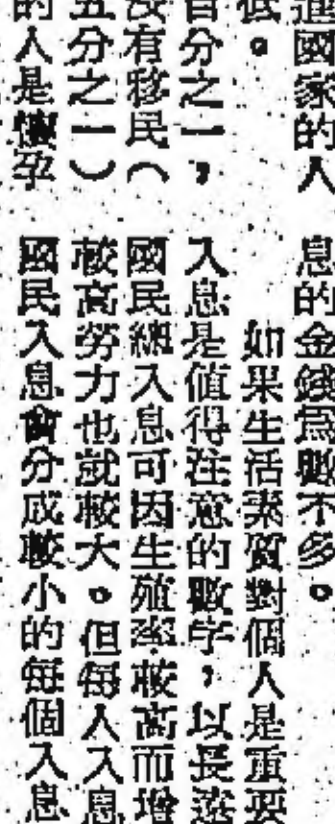 進國家的人
低。
百分之一，
沒有移民（
五分之一）
的人是懷孕
息的金錢爲數不多。
如果生活素質對個人是重要
入息是值得注意的數字，以長遠
國民總入息可因生殖率較高而增
較高勞力也就較大。但每人入息
國民入息會分成較小的每個入息